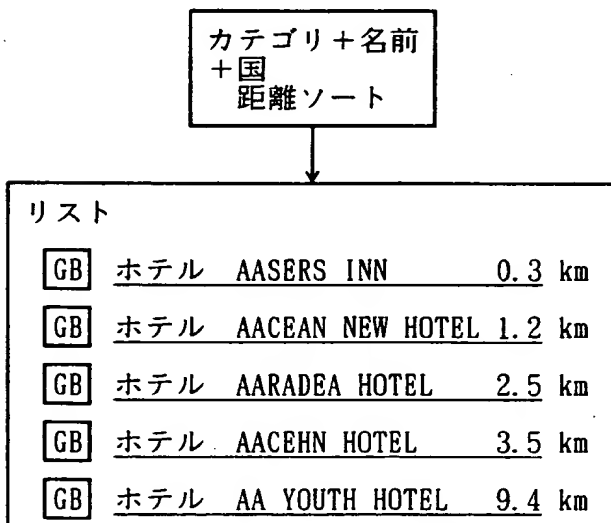 カテゴリ+名前
+国
距離ソート
リスト
GB ホテル AASERS INN 0.3 km
GB ホテル AACEAN NEW HOTEL 1.2 km
GB ホテル AARADEA HOTEL 2.5 km
GB ホテル AACEHN HOTEL 3.5 km
GB ホテル AA YOUTH HOTEL 9.4 km